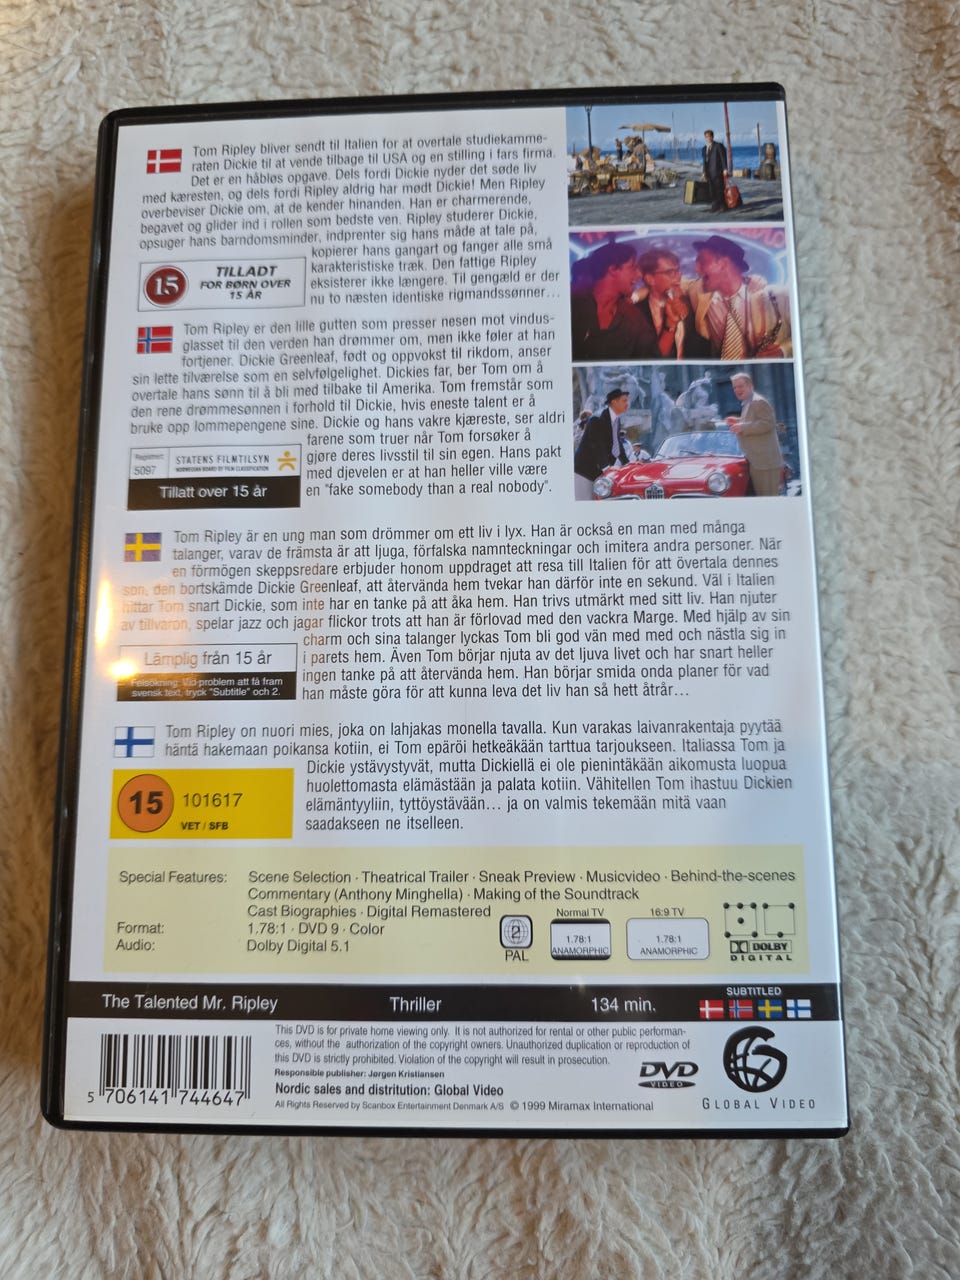 Tom Ripley bliver sendt til Italien for at overtale studiekamme-
raten Dickie til at vende tilbage til USA og en stilling i fars firma.
Det er en håbløs opgave. Dels fordi Dickie nyder det søde liv
med kæresten, og dels fordi Ripley aldrig har mødt Dickie! Men Ripley
overbeviser Dickie om, at de kender hinanden. Han er charmerende,
begavet og glider ind i rollen som bedste ven. Ripley studerer Dickie,
opsuger hans barndomsminder, indprenter sig hans måde at tale på,
kopierer hans gangart og fanger alle små
karakteristiske træk. Den fattige Ripley
eksisterer ikke længere. Til gengæld er der
nu to næsten identiske rigmandssønner...
15
TILLADT
FOR BØRN OVER
15 ÅR
Tom Ripley er den lille gutten som presser nesen mot vindus-
glasset til den verden han drømmer om, men ikke føler at han
fortjener. Dickie Greenleaf, født og oppvokst til rikdom, anser
sin lette tilværelse som en selvfølgelighet. Dickies far, ber Tom om å
overtale hans sønn til å bli med tilbake til Amerika. Tom fremstår som
den rene drømmesønnen i forhold til Dickie, hvis eneste talent er å
bruke opp lommepengene sine. Dickie og hans vakre kjæreste, ser aldri
farene som truer når Tom forsøker å
gjøre deres livsstil til sin egen. Hans pakt
med djevelen er at han heller ville være
en "fake somebody than a real nobody".
Registrert
5097
STATENS FILMTILSYN
NORWEGIAN BOARD OF FILM CLASSIFICATION
Tillatt over 15 år
Tom Ripley är en ung man som drömmer om ett liv i lyx. Han är också en man med många
talanger, varav de främsta är att ljuga, förfalska namnteckningar och imitera andra personer. När
en förmögen skeppsredare erbjuder honom uppdraget att resa till Italien för att övertala dennes
son, den bortskämde Dickie Greenleaf, att återvända hem tvekar han därför inte en sekund. Väl i Italien
hittar Tom snart Dickie, som inte har en tanke på att åka hem. Han trivs utmärkt med sitt liv. Han njuter
av tillvaron, spelar jazz och jagar flickor trots att han är förlovad med den vackra Marge. Med hjälp av sin
charm och sina talanger lyckas Tom bli god vän med med och nästla sig in
i parets hem. Även Tom börjar njuta av det ljuva livet och har snart heller
ingen tanke på att återvända hem. Han börjar smida onda planer för vad
han måste göra för att kunna leva det liv han så hett åtrår...
Lämplig från 15 år
Felsökning: Vid problem att få fram
svensk text, tryck "Subtitle" och 2.
Tom Ripley on nuori mies, joka on lahjakas monella tavalla. Kun varakas laivanrakentaja pyytää
häntä hakemaan poikansa kotiin, ei Tom epäröi hetkeäkään tarttua tarjoukseen. Italiassa Tom ja
Dickie ystävystyvät, mutta Dickiellä ei ole pienintäkään aikomusta luopua
huolettomasta elämästään ja palata kotiin. Vähitellen Tom ihastuu Dickien
elämäntyyliin, tyttöystävään... ja on valmis tekemään mitä vaan
saadakseen ne itselleen.
15
101617
VET / SFB
Special Features: Scene Selection · Theatrical Trailer · Sneak Preview · Musicvideo · Behind-the-scenes
Commentary (Anthony Minghella) · Making of the Soundtrack
Cast Biographies · Digital Remastered
Format: 1.78:1 · DVD 9 · Color
Audio: Dolby Digital 5.1
2
PAL
Normal TV
1.78:1
ANAMORPHIC
16:9 TV
1.78:1
ANAMORPHIC
DOLBY
DIGITAL
The Talented Mr. Ripley Thriller 134 min.
SUBTITLED
This DVD is for private home viewing only. It is not authorized for rental or other public performan-
ces, without the authorization of the copyright owners. Unauthorized duplication or reproduction of
this DVD is strictly prohibited. Violation of the copyright will result in prosecution.
Responsible publisher: Jørgen Kristiansen
Nordic sales and distritution: Global Video
All Rights Reserved by Scanbox Entertainment Denmark A/S © 1999 Miramax International
5 706141 744647
DVD
VIDEO
GLOBAL VIDEO